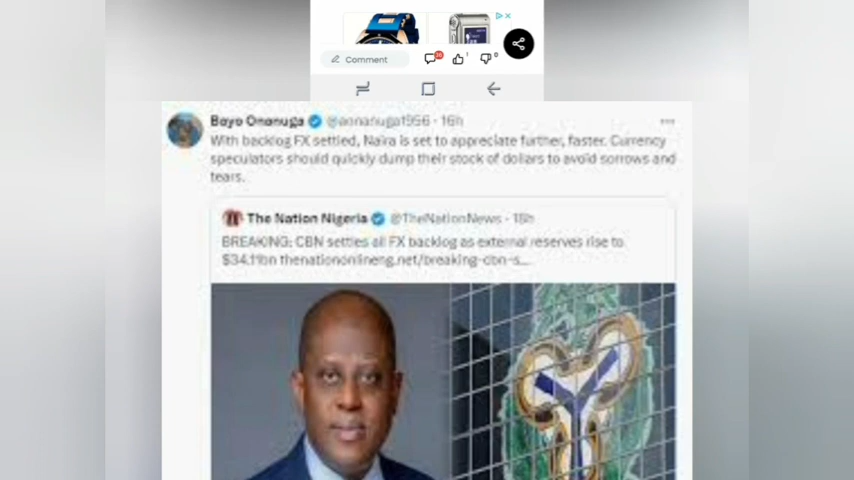 Comment
Bayo Onanuga @aonanuga1956 · 16h
With backlog FX settled, Naira is set to appreciate further, faster. Currency
speculators should quickly dump their stock of dollars to avoid sorrows and
tears.
The Nation Nigeria @TheNationNews · 18h
BREAKING: CBN settles all FX backlog as external reserves rise to
$34.11bn thenationonlineng.net/breaking-cbn-s...